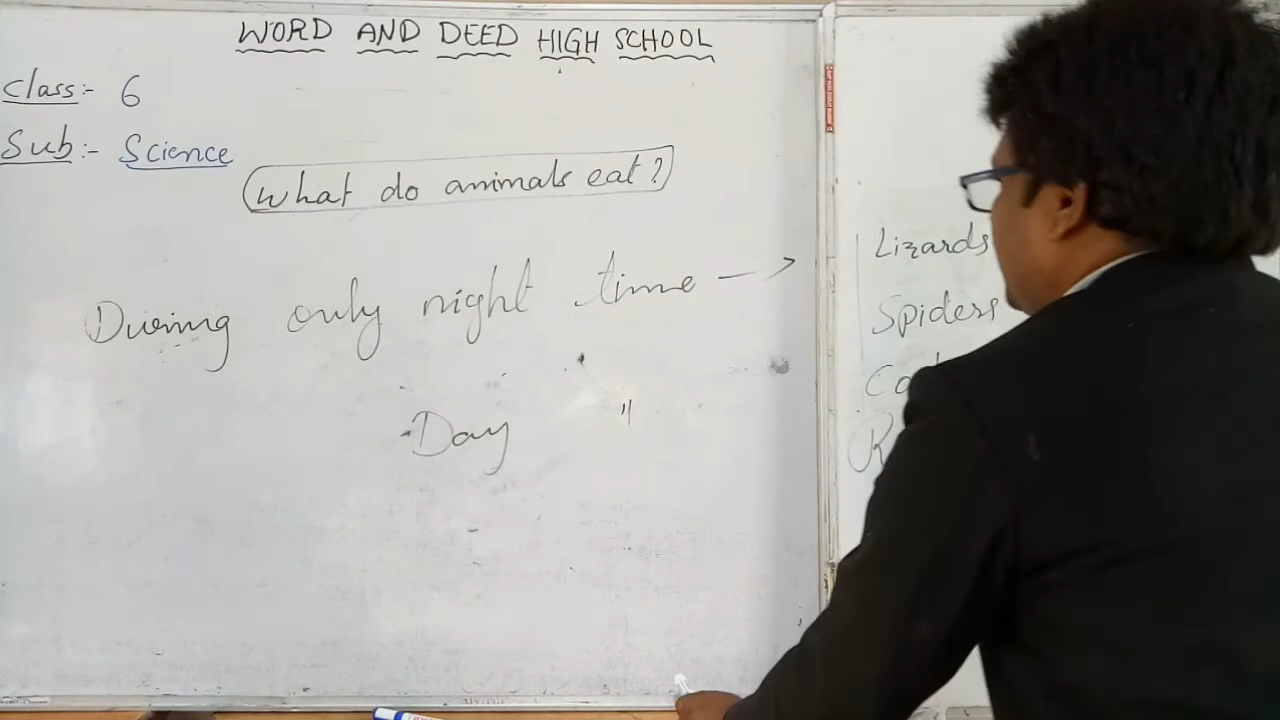 WORD AND DEED HIGH SCHOOL
Class:- 6
Sub:- Science
What do animals eat?
During only night time →
Day "
Lizards
Spiders